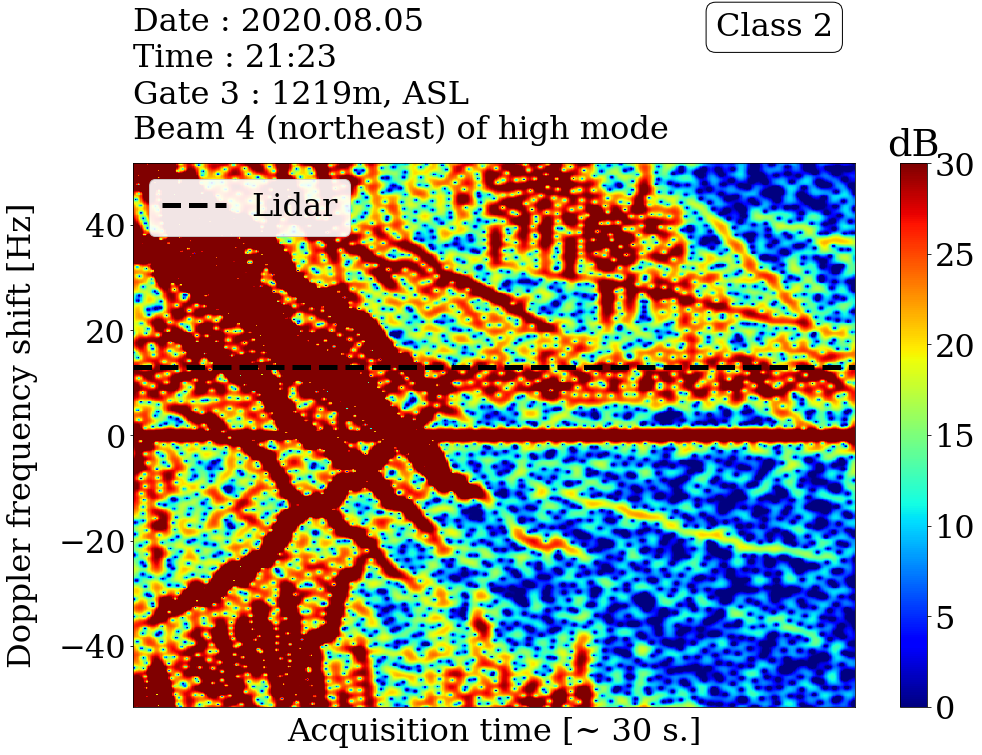 Date : 2020.08.05
Time : 21:23
Gate 3 : 1219m, ASL
Beam 4 (northeast) of high mode
Class 2
dB
Lidar
40
20
0
−20
−40
Doppler frequency shift [Hz]
Acquisition time [~ 30 s.]
30
25
20
15
10
5
0